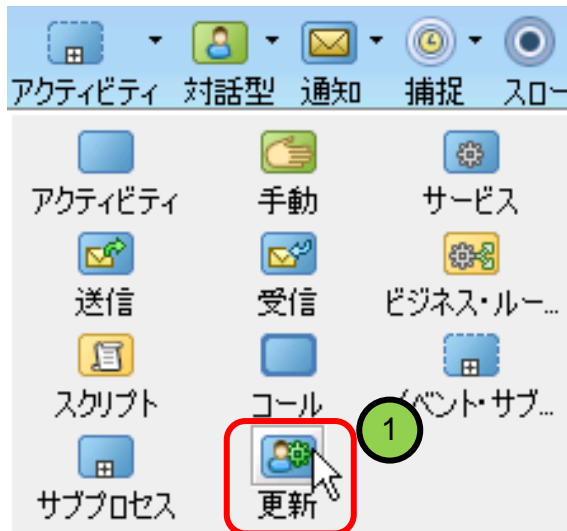 アクティビティ 対話型 通知 捕捉 スロー
アクティビティ 手動 サービス
送信 受信 ビジネス・ルー...
スクリプト コール イベント・サブ...
1
サブプロセス 更新